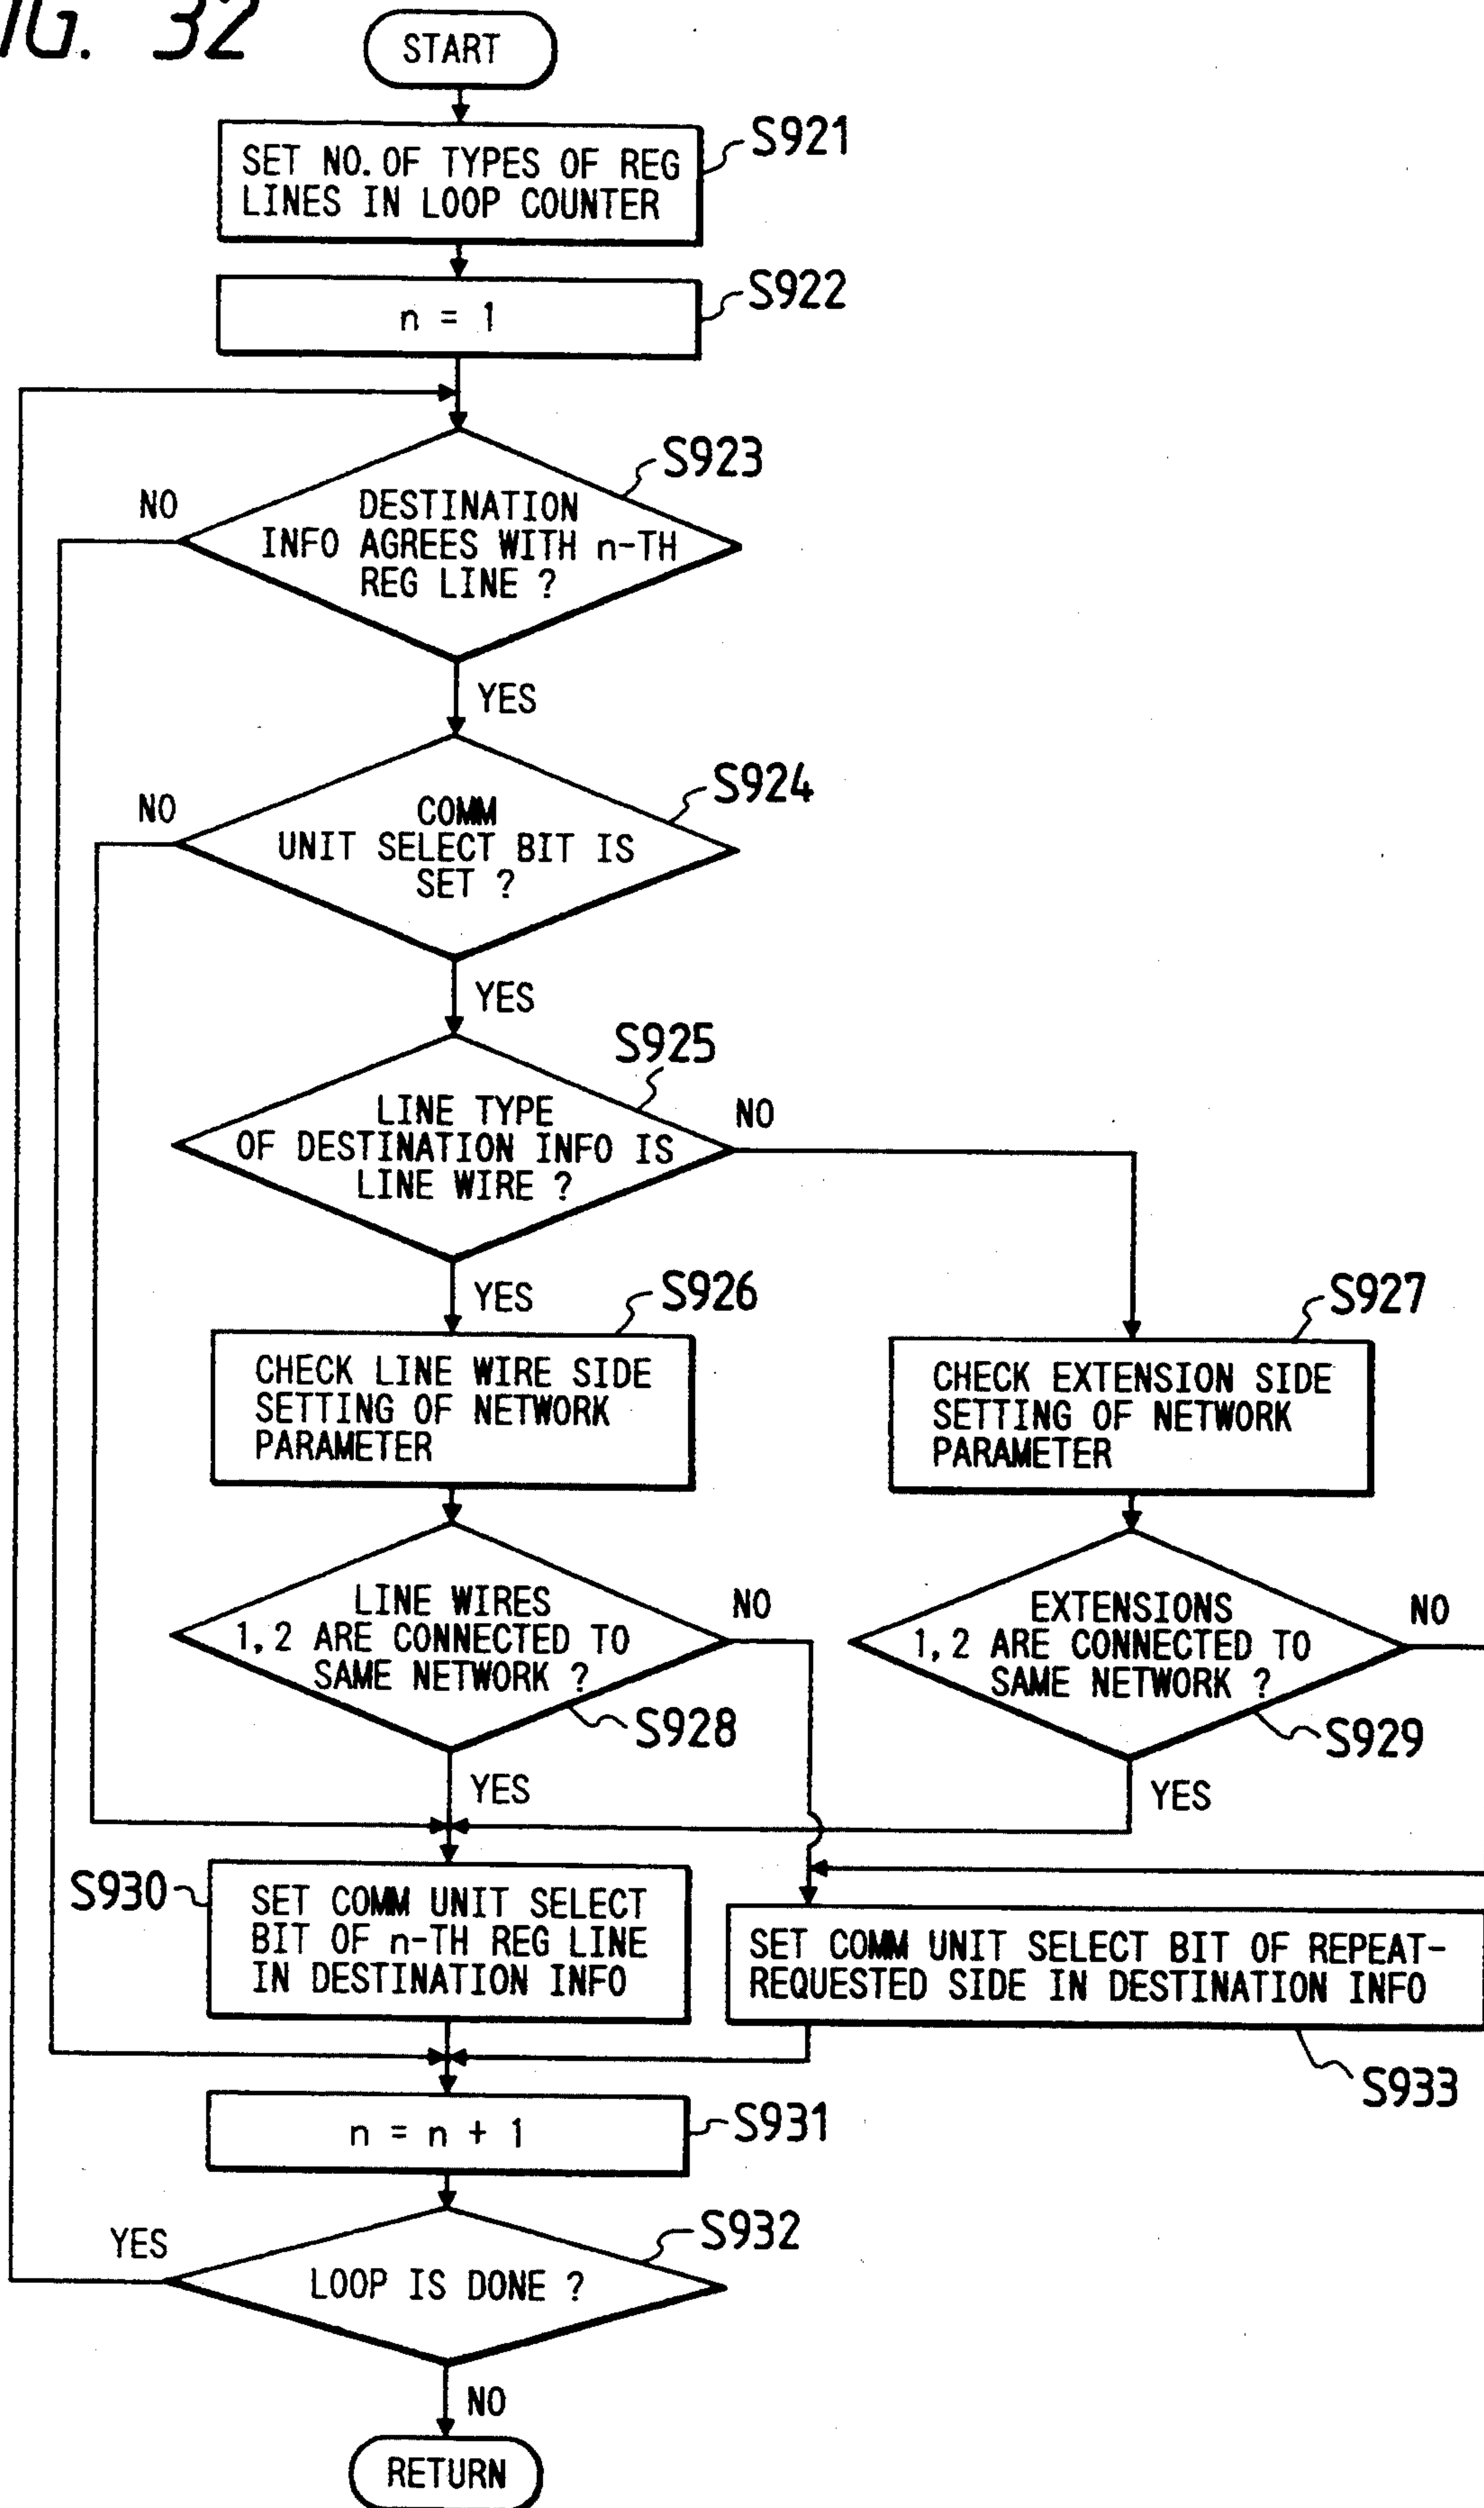 FIG. 32
START
SET NO. OF TYPES OF REG
LINES IN LOOP COUNTER
S921
n = 1
S922
S923
NO
DESTINATION
INFO AGREES WITH n-TH
REG LINE ?
YES
S924
NO
COMM
UNIT SELECT BIT IS
SET ?
YES
S925
LINE TYPE
OF DESTINATION INFO IS
LINE WIRE ?
NO
YES
S926
S927
CHECK LINE WIRE SIDE
SETTING OF NETWORK
PARAMETER
CHECK EXTENSION SIDE
SETTING OF NETWORK
PARAMETER
LINE WIRES
1, 2 ARE CONNECTED TO
SAME NETWORK ?
NO
S928
EXTENSIONS
1, 2 ARE CONNECTED TO
SAME NETWORK ?
NO
S929
YES
YES
S930
SET COMM UNIT SELECT
BIT OF n-TH REG LINE
IN DESTINATION INFO
SET COMM UNIT SELECT BIT OF REPEAT-
REQUESTED SIDE IN DESTINATION INFO
S933
n = n + 1
S931
S932
YES
LOOP IS DONE ?
NO
RETURN